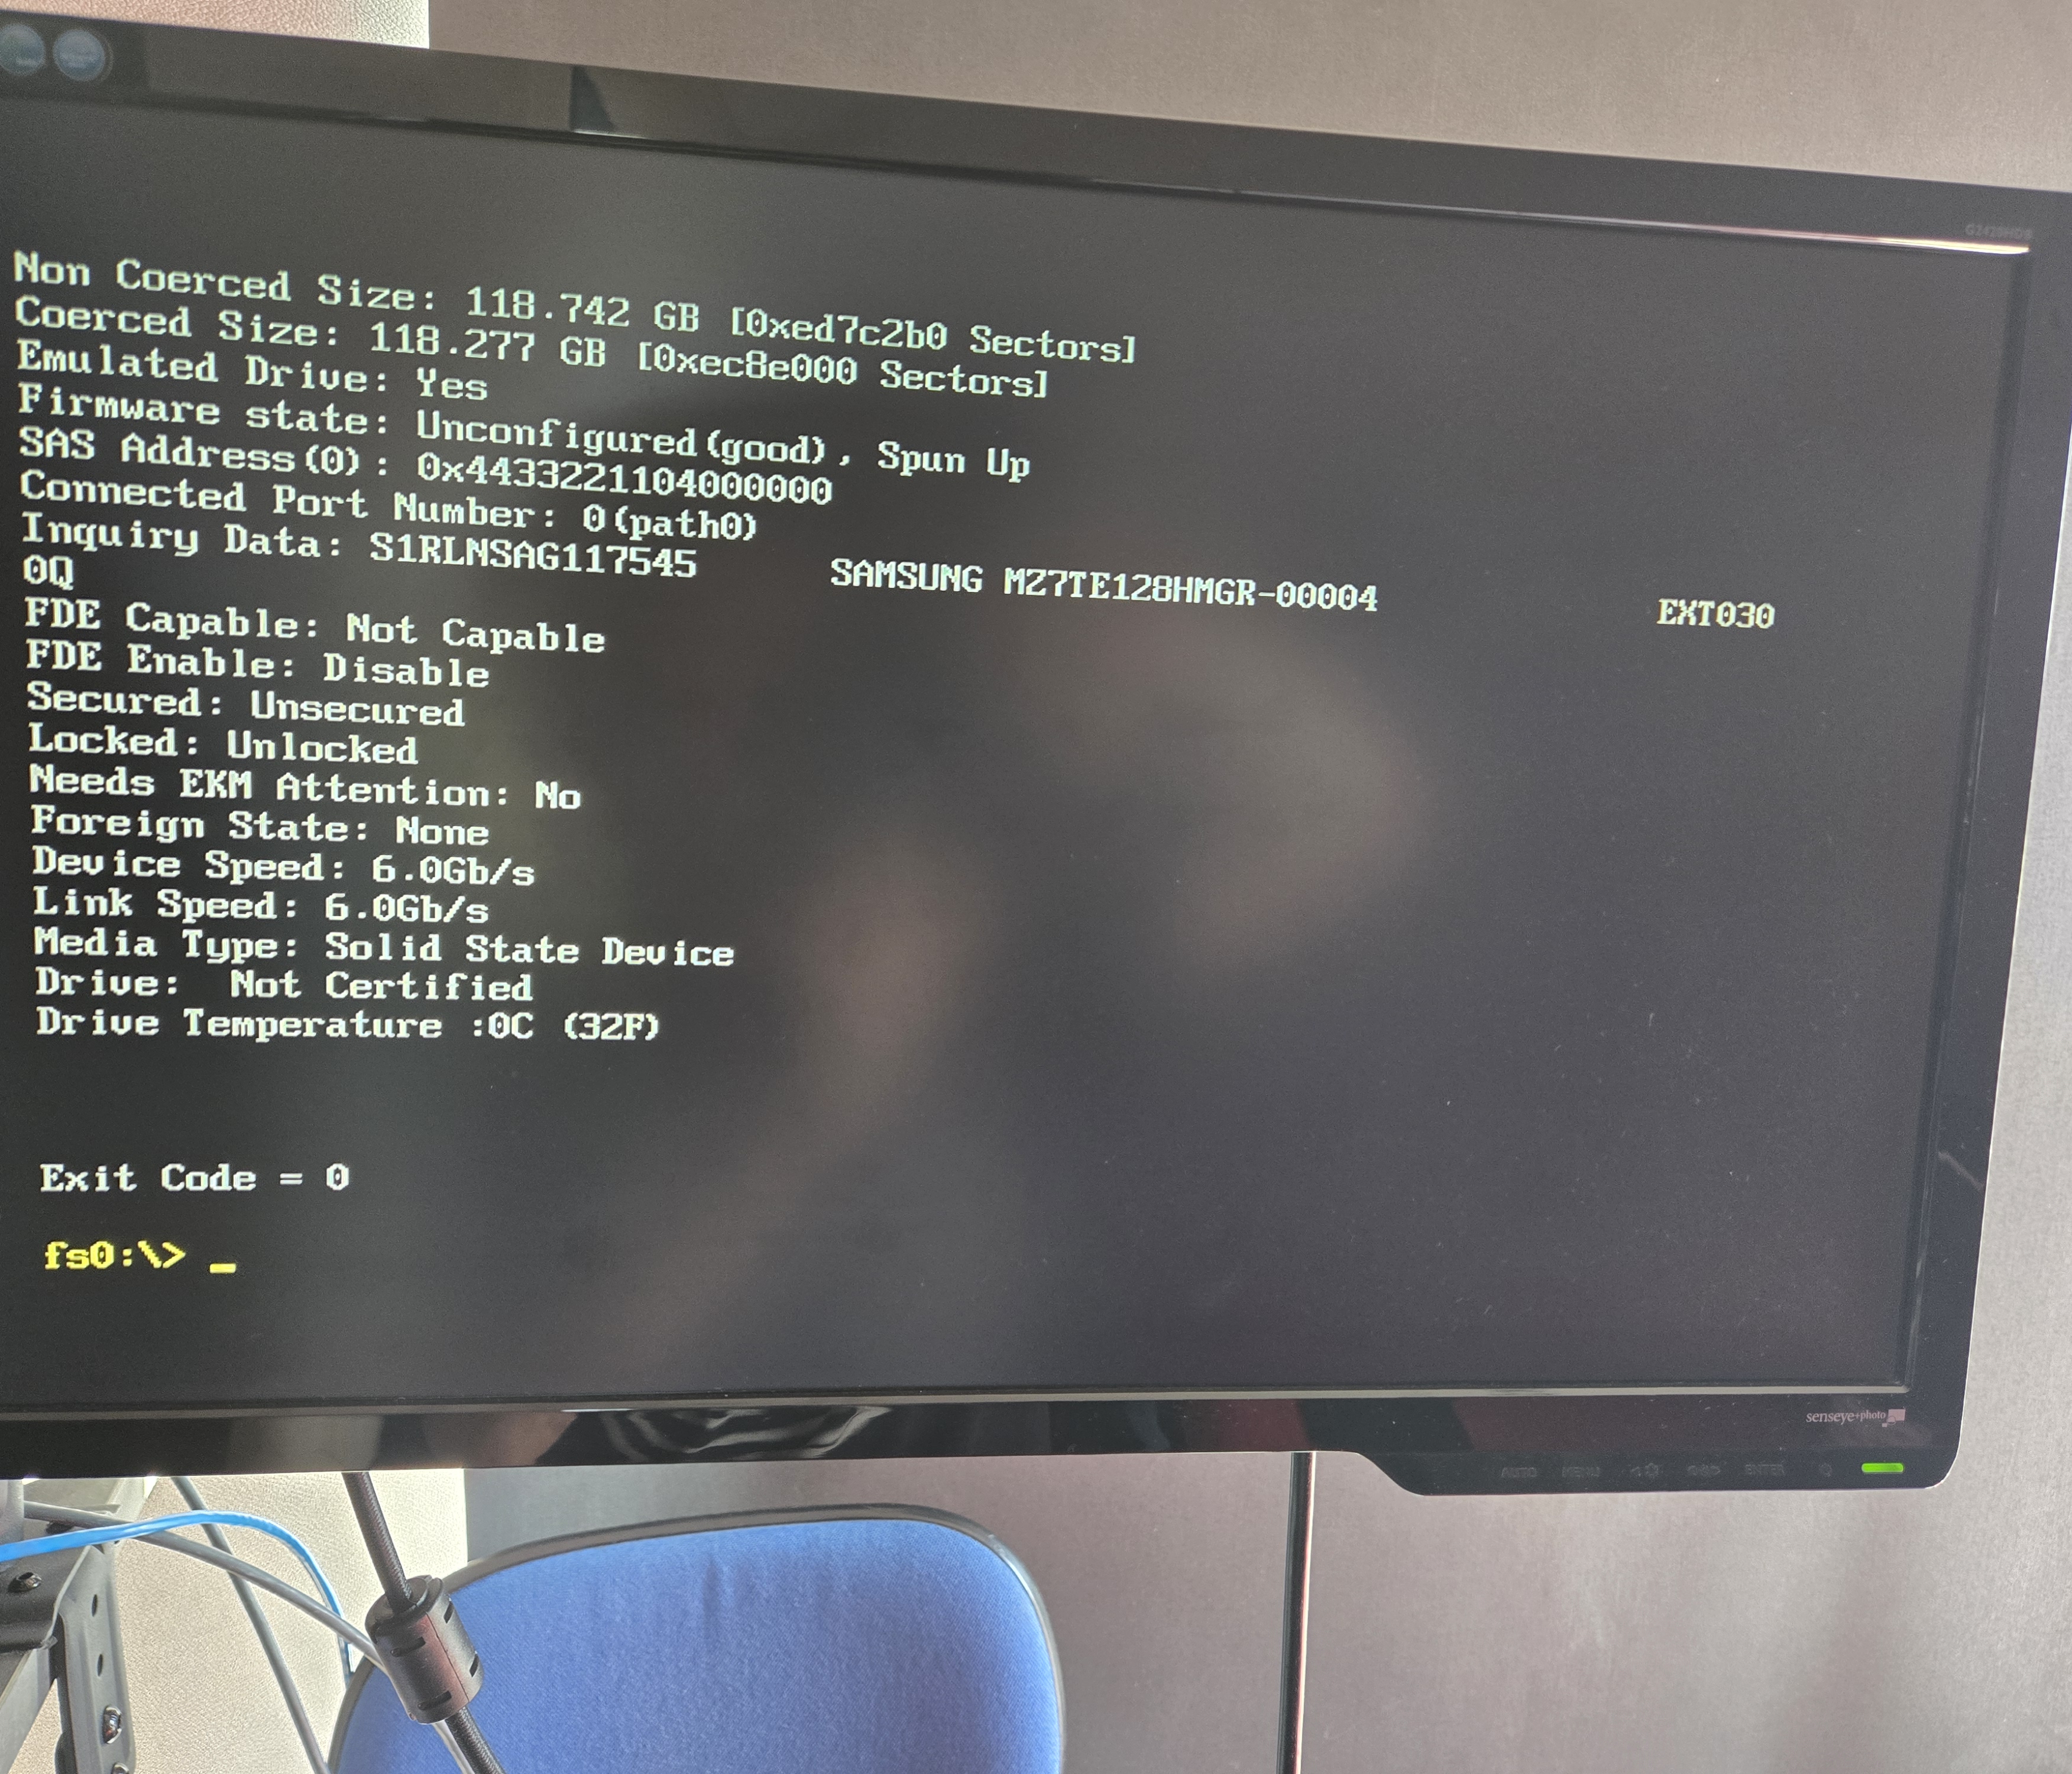 G2420HDB
Non Coerced Size: 118.742 GB [0xed7c2b0 Sectors]
Coerced Size: 118.277 GB [0xec8e000 Sectors]
Emulated Drive: Yes
Firmware state: Unconfigured(good), Spun Up
SAS Address(0): 0x4433221104000000
Connected Port Number: 0(path0)
Inquiry Data: S1RLNSAG117545      SAMSUNG MZ7TE128HMGR-00004              EXT030
0Q
FDE Capable: Not Capable
FDE Enable: Disable
Secured: Unsecured
Locked: Unlocked
Needs EKM Attention: No
Foreign State: None
Device Speed: 6.0Gb/s
Link Speed: 6.0Gb/s
Media Type: Solid State Device
Drive:  Not Certified
Drive Temperature :0C (32F)
Exit Code = 0
fs0:\> _
senseye+photo
AUTO MENU ENTER